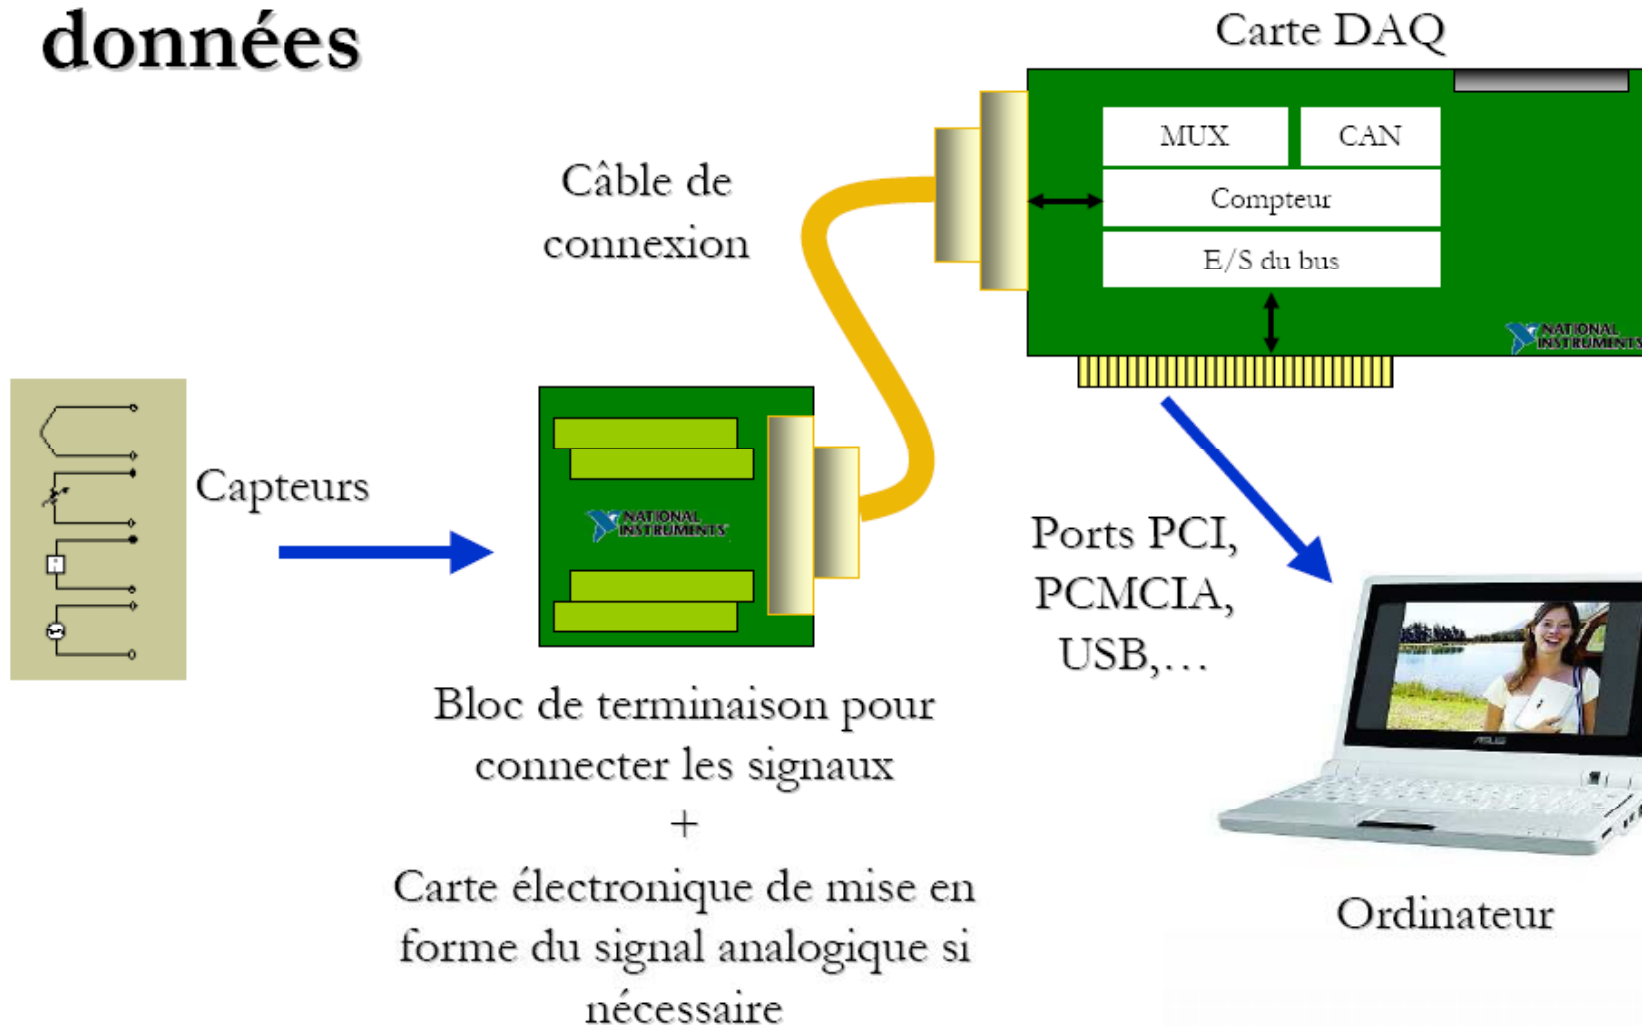 données
Carte DAQ
MUX
CAN
Compteur
E/S du bus
NATIONAL
INSTRUMENTS
Câble de
connexion
Capteurs
NATIONAL
INSTRUMENTS
Ports PCI,
PCMCIA,
USB,...
ASUS
Bloc de terminaison pour
connecter les signaux
+
Carte électronique de mise en
forme du signal analogique si
nécessaire
Ordinateur